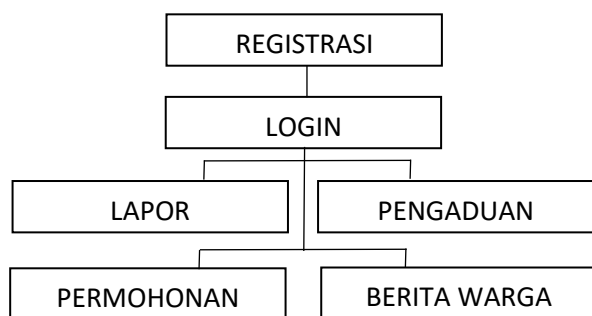 REGISTRASI
LOGIN
LAPOR
PENGADUAN
PERMOHONAN
BERITA WARGA